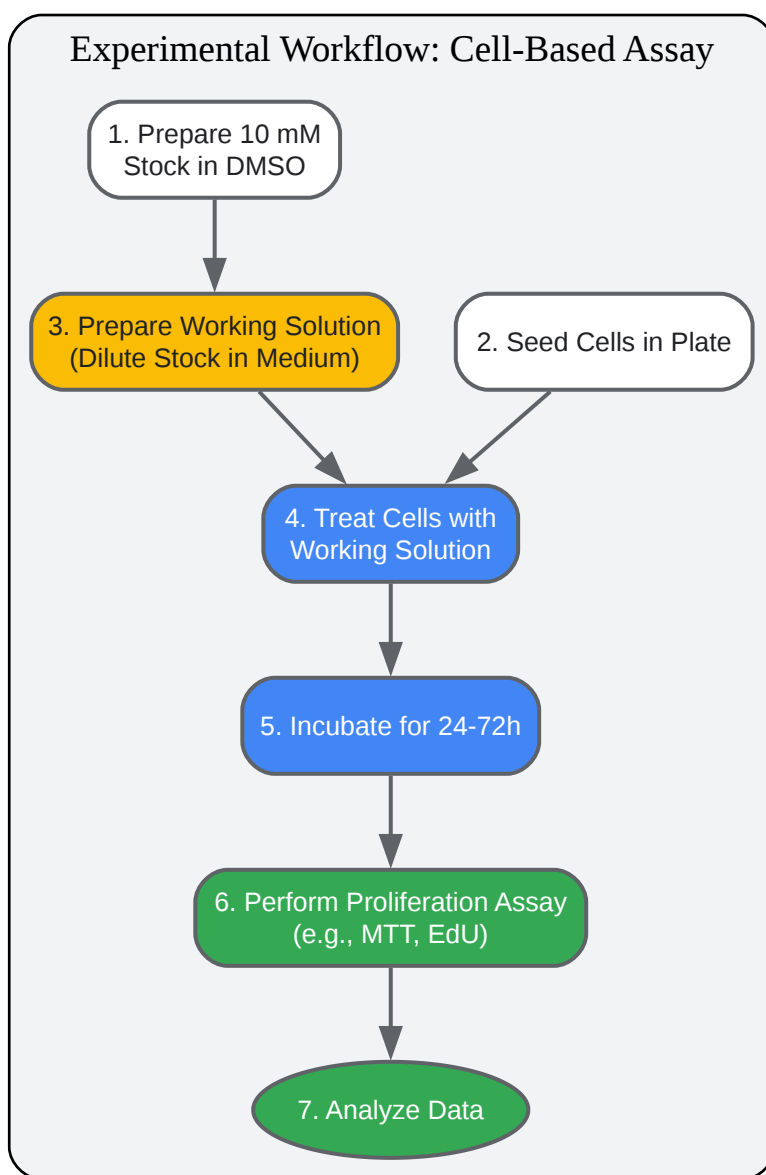 Experimental Workflow: Cell-Based Assay
1. Prepare 10 mM
Stock in DMSO
3. Prepare Working Solution
(Dilute Stock in Medium)
2. Seed Cells in Plate
4. Treat Cells with
Working Solution
5. Incubate for 24-72h
6. Perform Proliferation Assay
(e.g., MTT, EdU)
7. Analyze Data